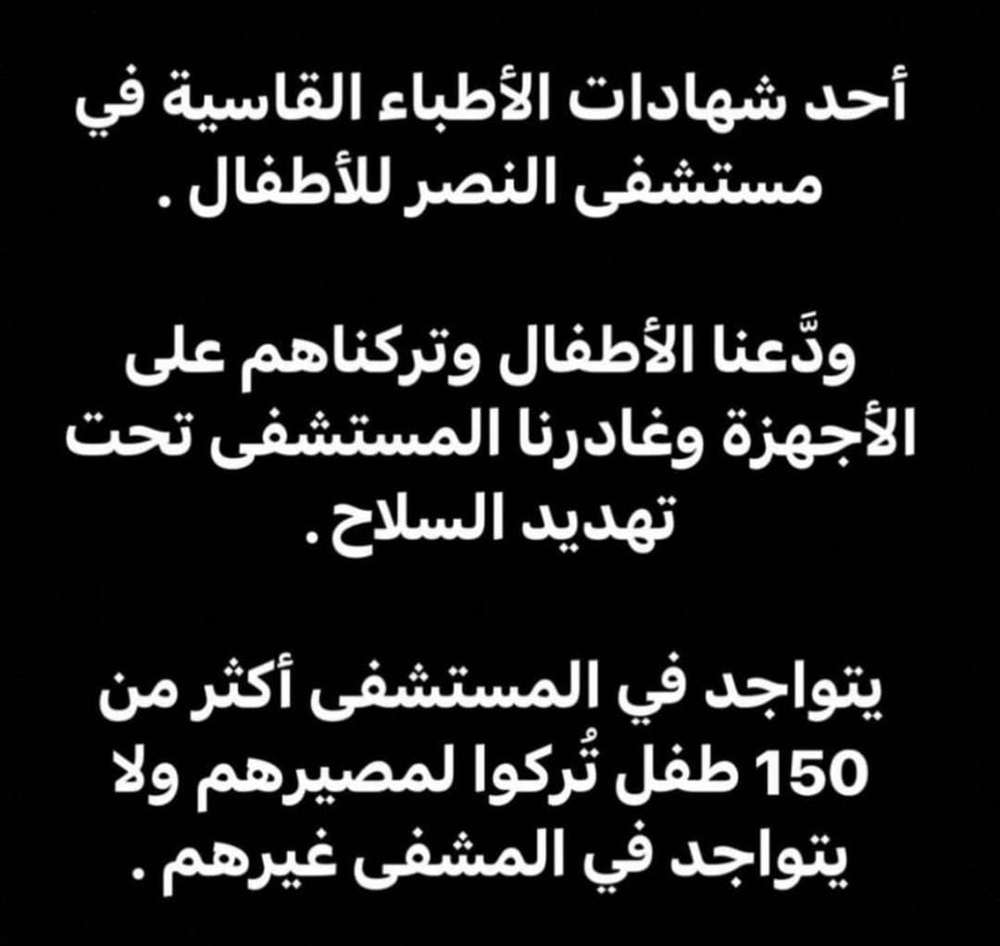 أحد شهادات الأطباء القاسية في
مستشفى النصر للأطفال .
ودَّعنا الأطفال وتركناهم على
الأجهزة وغادرنا المستشفى تحت
تهديد السلاح .
يتواجد في المستشفى أكثر من
150 طفل تُركوا لمصيرهم ولا
يتواجد في المشفى غيرهم .